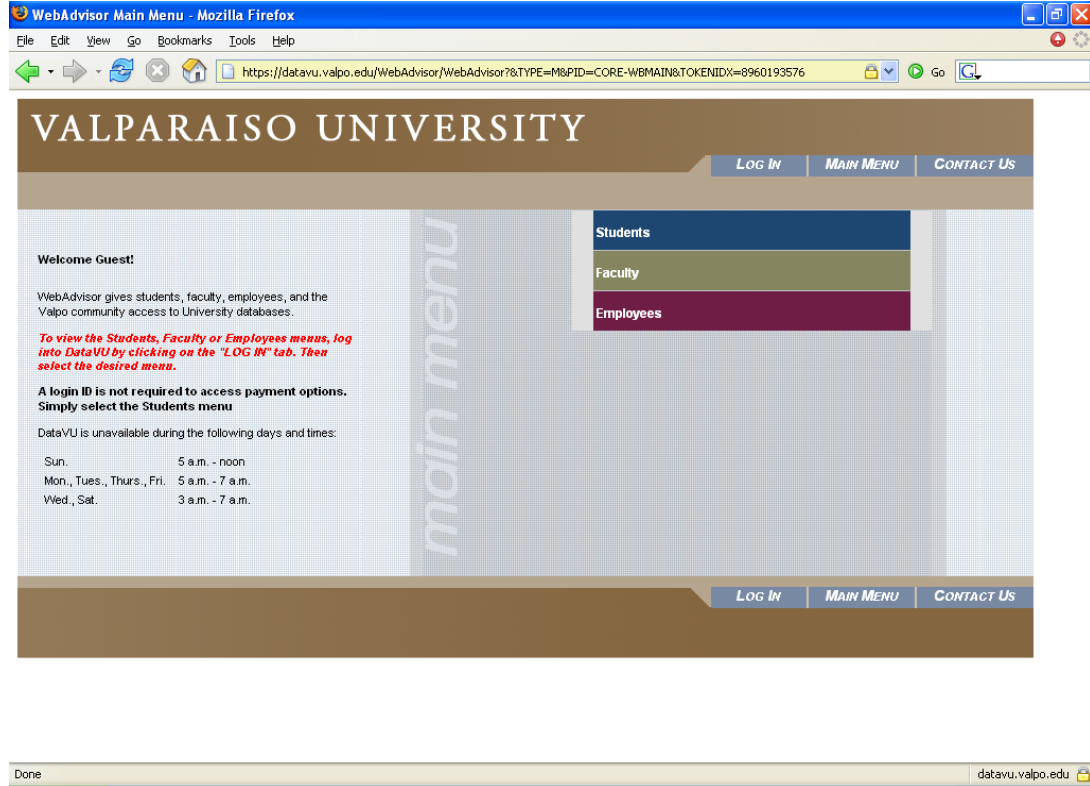 WebAdvisor Main Menu - Mozilla Firefox
File Edit View Go Bookmarks Tools Help
https://datavu.valpo.edu/WebAdvisor/WebAdvisor?&TYPE=M&PID=CORE-WBMAIN&TOKENIDX=8960193576 Go G
VALPARAISO UNIVERSITY
LOG IN MAIN MENU CONTACT US
main menu
Students
Faculty
Employees
Welcome Guest!
WebAdvisor gives students, faculty, employees, and the
Valpo community access to University databases.
To view the Students, Faculty or Employees menus, log
into DataVU by clicking on the "LOG IN" tab. Then
select the desired menu.
A login ID is not required to access payment options.
Simply select the Students menu
DataVU is unavailable during the following days and times:
Sun. 5 a.m. - noon
Mon., Tues., Thurs., Fri. 5 a.m. - 7 a.m.
Wed., Sat. 3 a.m. - 7 a.m.
LOG IN MAIN MENU CONTACT US
Done datavu.valpo.edu